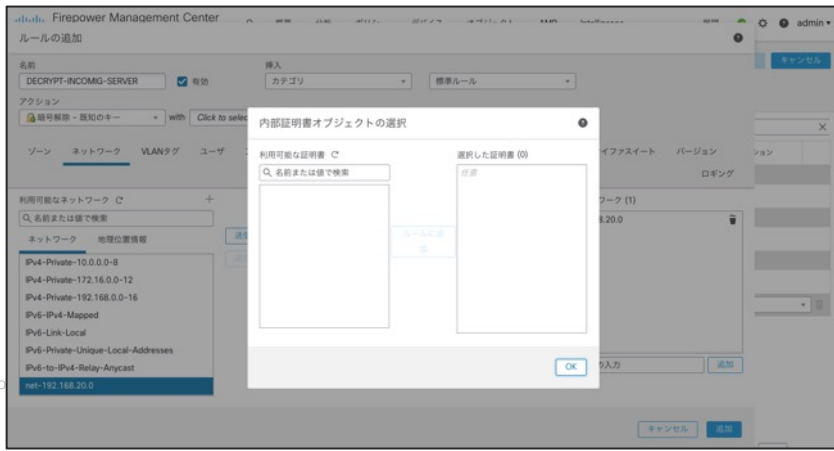 Firepower Management Center
admin
ルールの追加
名前
挿入
DECRYPT-INCOMIG-SERVER
有効
カテゴリ
標準ルール
キャンセル
アクション
暗号解除 - 既知のキー
with
Click to selec
内部証明書オブジェクトの選択
ゾーン
ネットワーク
VLANタグ
ユーザ
利用可能な証明書
選択した証明書 (0)
イファスイート
バージョン
名前または値で検索
任意
ロギング
利用可能なネットワーク
ワーク (1)
名前または値で検索
8.20.0
ネットワーク
地理位置情報
ルールに追
加
IPv4-Private-10.0.0.0-8
IPv4-Private-172.16.0.0-12
IPv4-Private-192.168.0.0-16
IPv6-IPv4-Mapped
IPv6-Link-Local
IPv6-Private-Unique-Local-Addresses
IPv6-to-IPv4-Relay-Anycast
OK
の入力
追加
net-192.168.20.0
キャンセル
追加